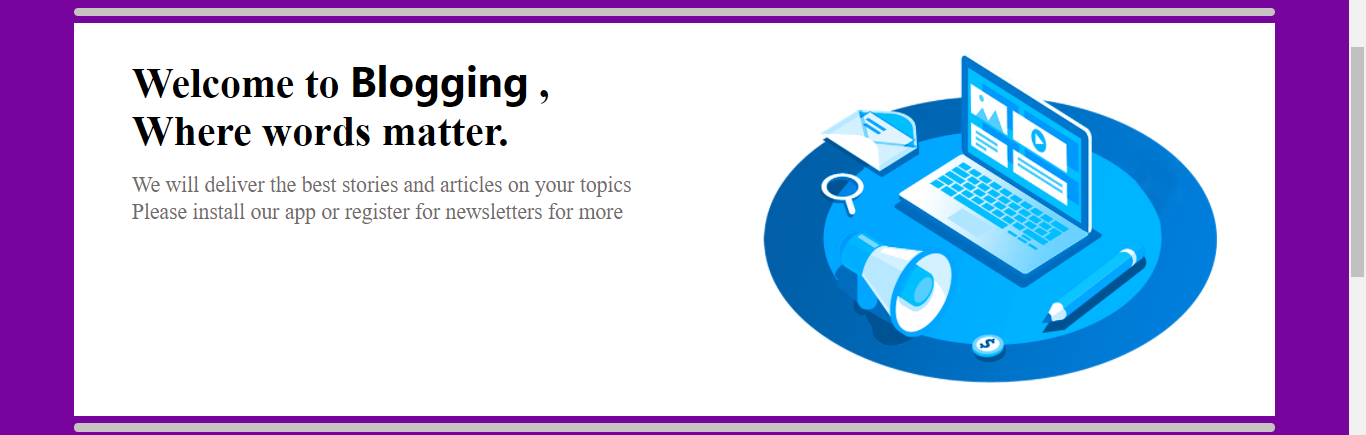 Welcome to Blogging ,
Where words matter.
We will deliver the best stories and articles on your topics
Please install our app or register for newsletters for more
$